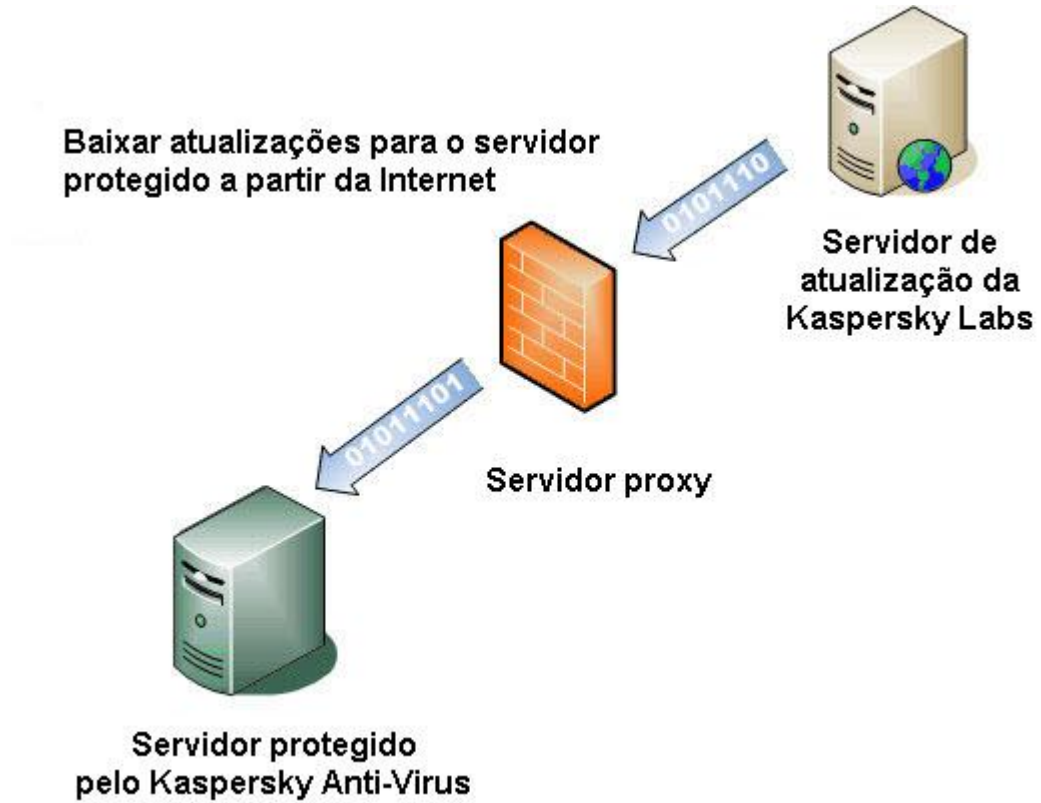 Baixar atualizações para o servidor
protegido a partir da Internet
0101110
Servidor de
atualização da
Kaspersky Labs
01011101
Servidor proxy
Servidor protegido
pelo Kaspersky Anti-Virus